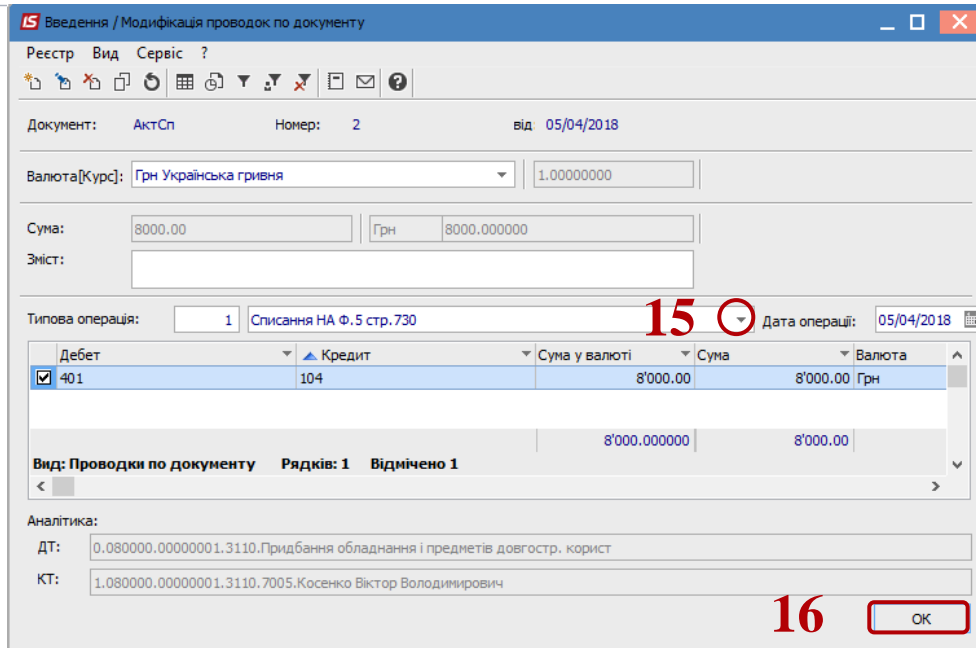 IS Введення / Модифікація проводок по документу
Реєстр Вид Сервіс ?
Документ: АктСп Номер: 2 від 05/04/2018
Валюта[Курс]: Грн Українська гривня 1.00000000
Сума: 8000.00 Грн 8000.000000
Зміст:
Типова операція: 1 Списання НА Ф.5 стр.730 15 Дата операції: 05/04/2018
Дебет Кредит Сума у валюті Сума Валюта
401 104 8'000.00 8'000.00 Грн
8'000.000000 8'000.00
Вид: Проводки по документу Рядків: 1 Відмічено 1
Аналітика:
ДТ: 0.080000.00000001.3110.Придбання обладнання і предметів довгостр. корист
КТ: 1.080000.00000001.3110.7005.Косенко Віктор Володимирович
16 OK